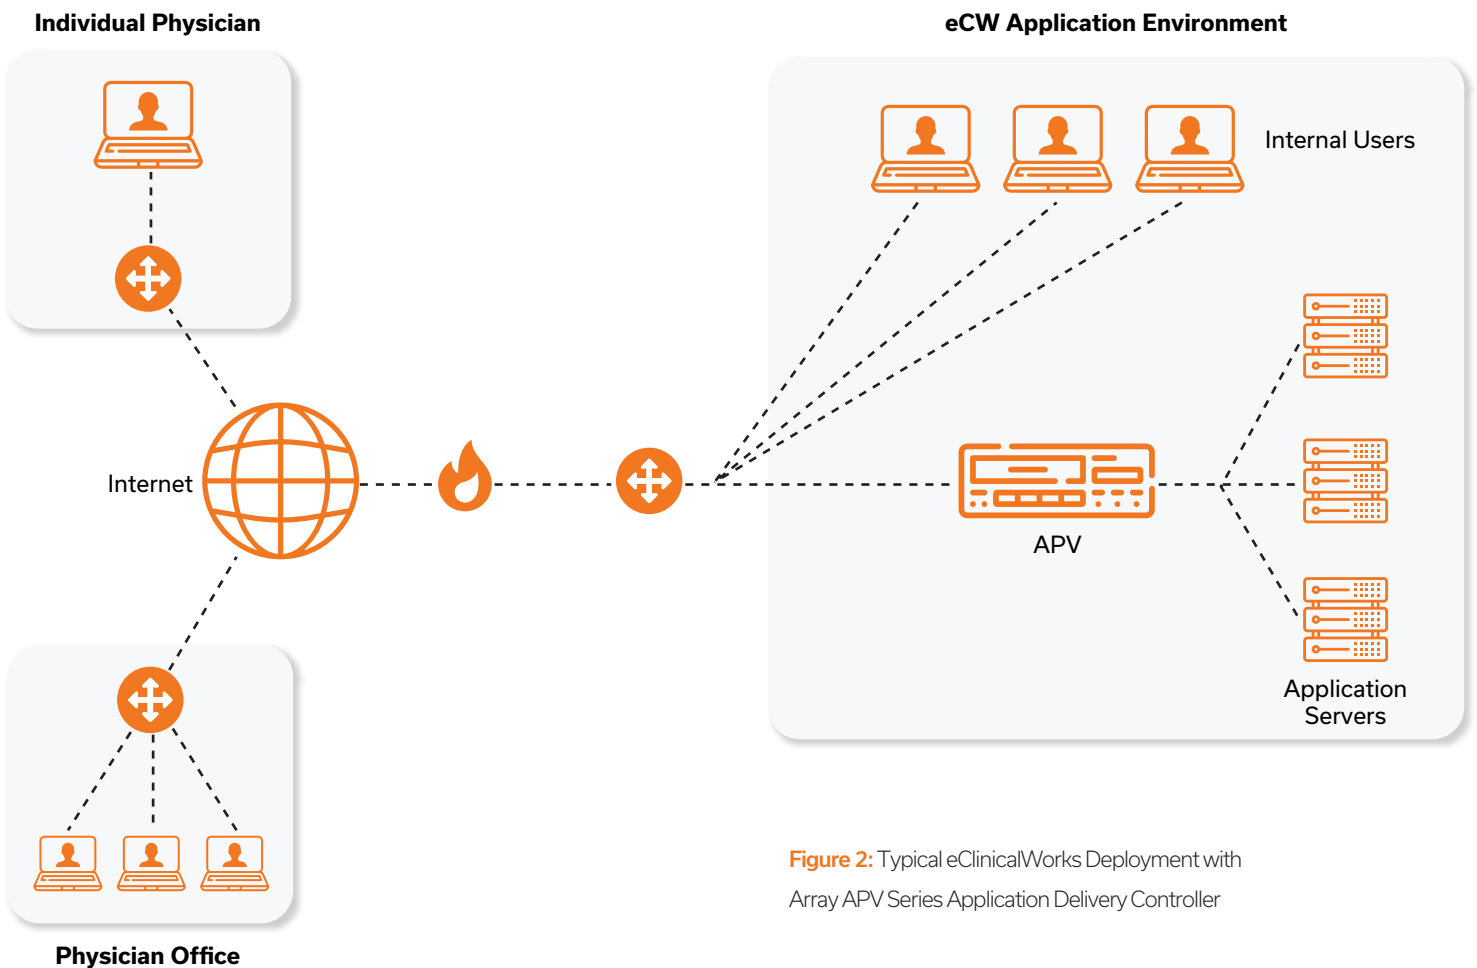 Individual Physician
eCW Application Environment
Internal Users
Internet
APV
Application
Servers
Figure 2: Typical eClinicalWorks Deployment with
Array APV Series Application Delivery Controller
Physician Office